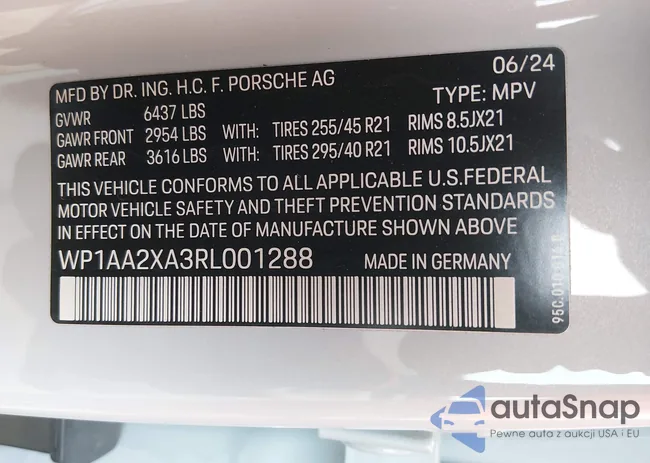 MFD BY DR. ING. H.C. F. PORSCHE AG 06/24
GVWR 6437 LBS TYPE: MPV
GAWR FRONT 2954 LBS WITH: TIRES 255/45 R21 RIMS 8.5JX21
GAWR REAR 3616 LBS WITH: TIRES 295/40 R21 RIMS 10.5JX21
THIS VEHICLE CONFORMS TO ALL APPLICABLE U.S.FEDERAL
MOTOR VEHICLE SAFETY AND THEFT PREVENTION STANDARDS
IN EFFECT ON THE DATE OF MANUFACTURE SHOWN ABOVE
WP1AA2XA3RL001288 MADE IN GERMANY
autaSnap
Pewne auta z aukcji USA i EU